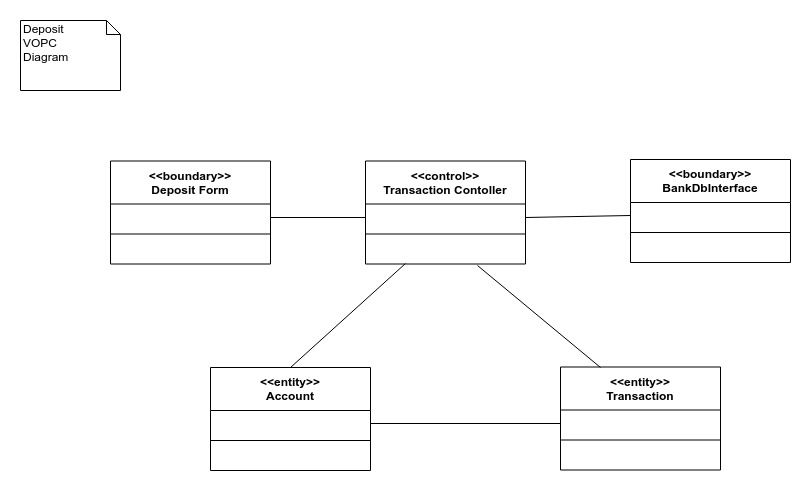 Deposit
VOPC
Diagram
<<boundary>>
Deposit Form
<<control>>
Transaction Contoller
<<boundary>>
BankDbInterface
<<entity>>
Account
<<entity>>
Transaction